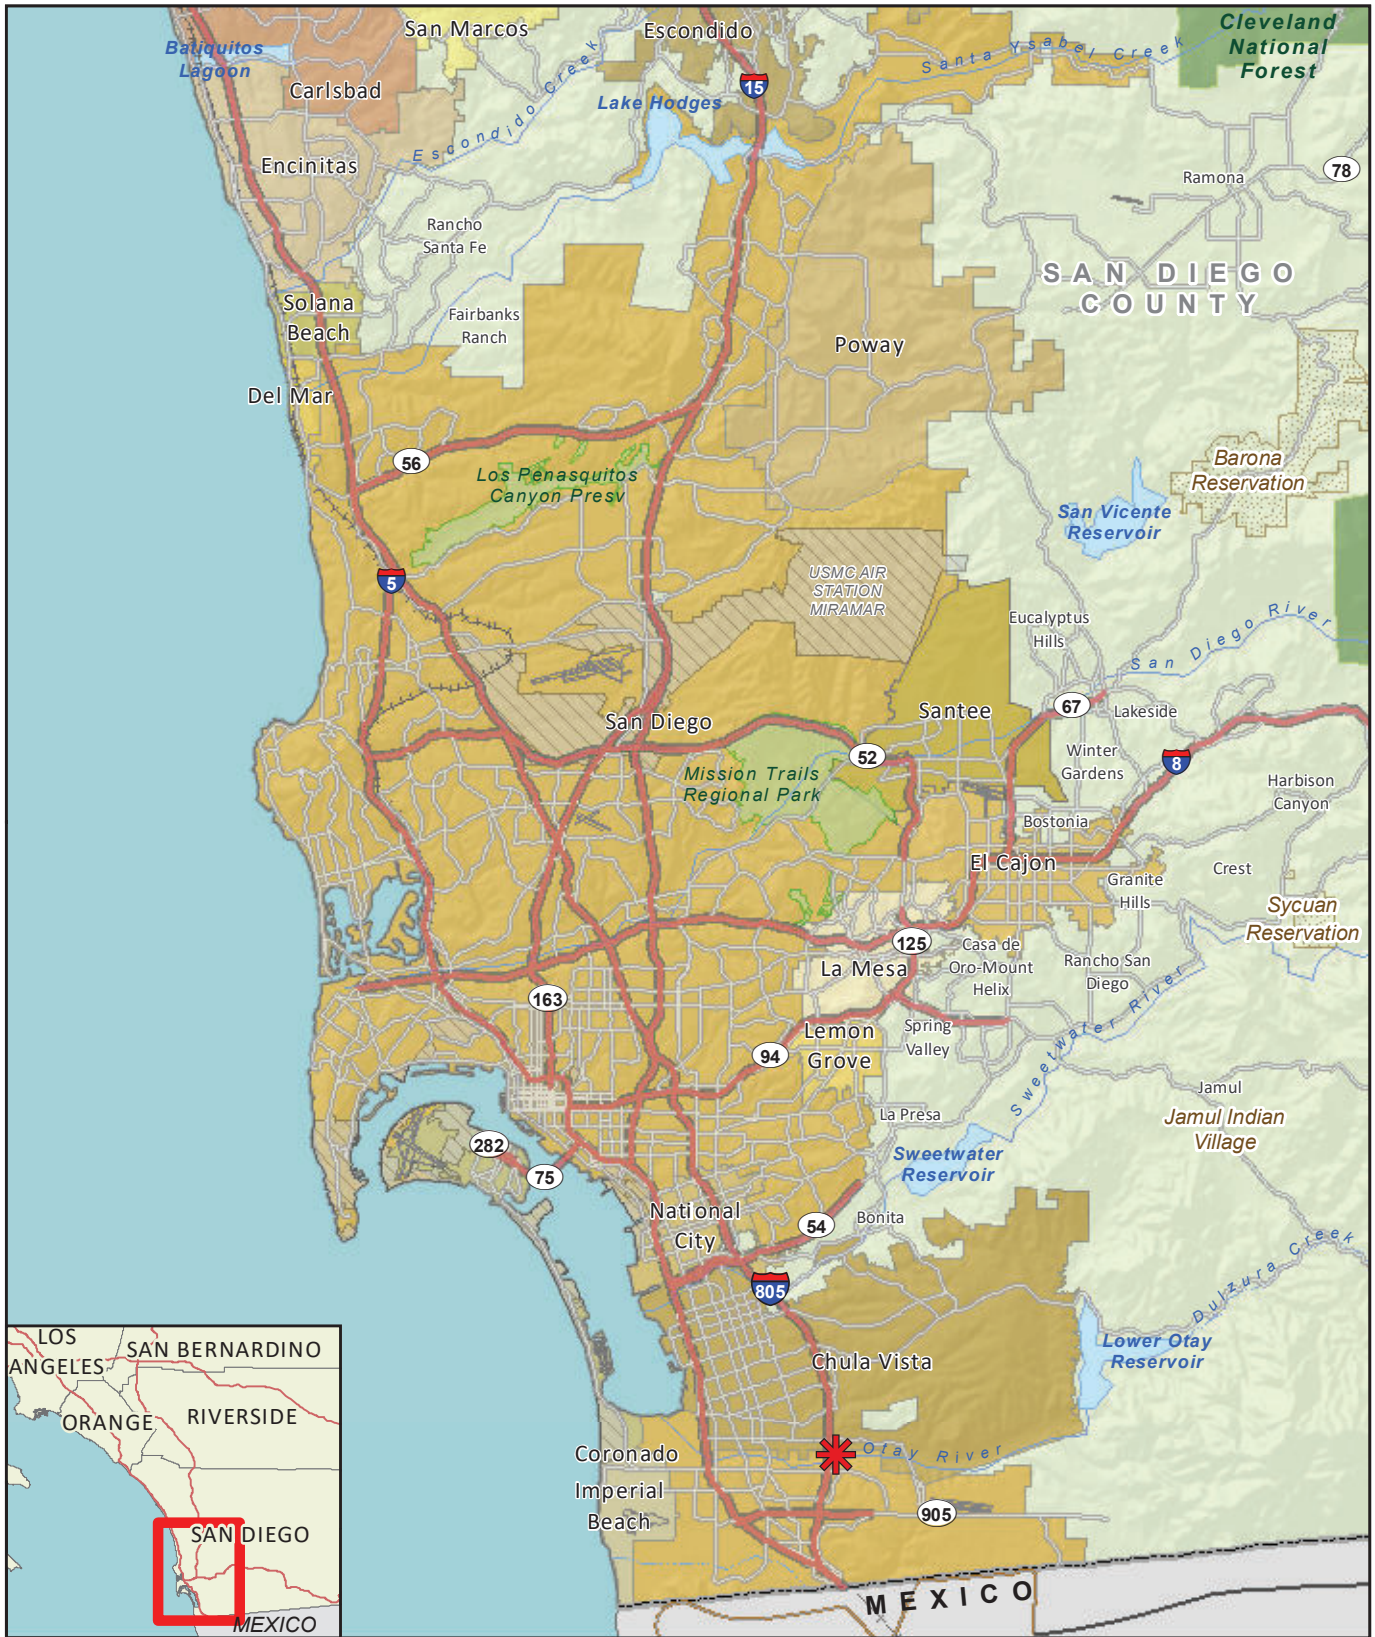 San Marcos
Escondido
Cleveland
National
Forest
Batiquitos
Lagoon
Carlsbad
Escondido Creek
Lake Hodges
15
Santa Ysabel Creek
Encinitas
Ramona
78
Rancho
Santa Fe
SAN DIEGO
COUNTY
Solana
Beach
Fairbanks
Ranch
Poway
Del Mar
56
Los Penasquitos
Canyon Presv
Barona
Reservation
San Vicente
Reservoir
5
USMC AIR
STATION
MIRAMAR
Eucalyptus
Hills
San Diego River
San Diego
Santee
67
Lakeside
52
Winter
Gardens
8
Mission Trails
Regional Park
Harbison
Canyon
Bostonia
El Cajon
Granite
Hills
Crest
Sycuan
Reservation
125
La Mesa
Casa de
Oro-Mount
Helix
Rancho San
Diego
163
Lemon
Grove
Spring
Valley
Sweetwater River
94
Jamul
La Presa
Jamul Indian
Village
282
75
Sweetwater
Reservoir
National
City
54
Bonita
805
Dulzura Creek
Chula Vista
Lower Otay
Reservoir
Coronado
Otay River
Imperial
Beach
905
MEXICO
LOS
ANGELES
SAN BERNARDINO
ORANGE
RIVERSIDE
SAN DIEGO
MEXICO